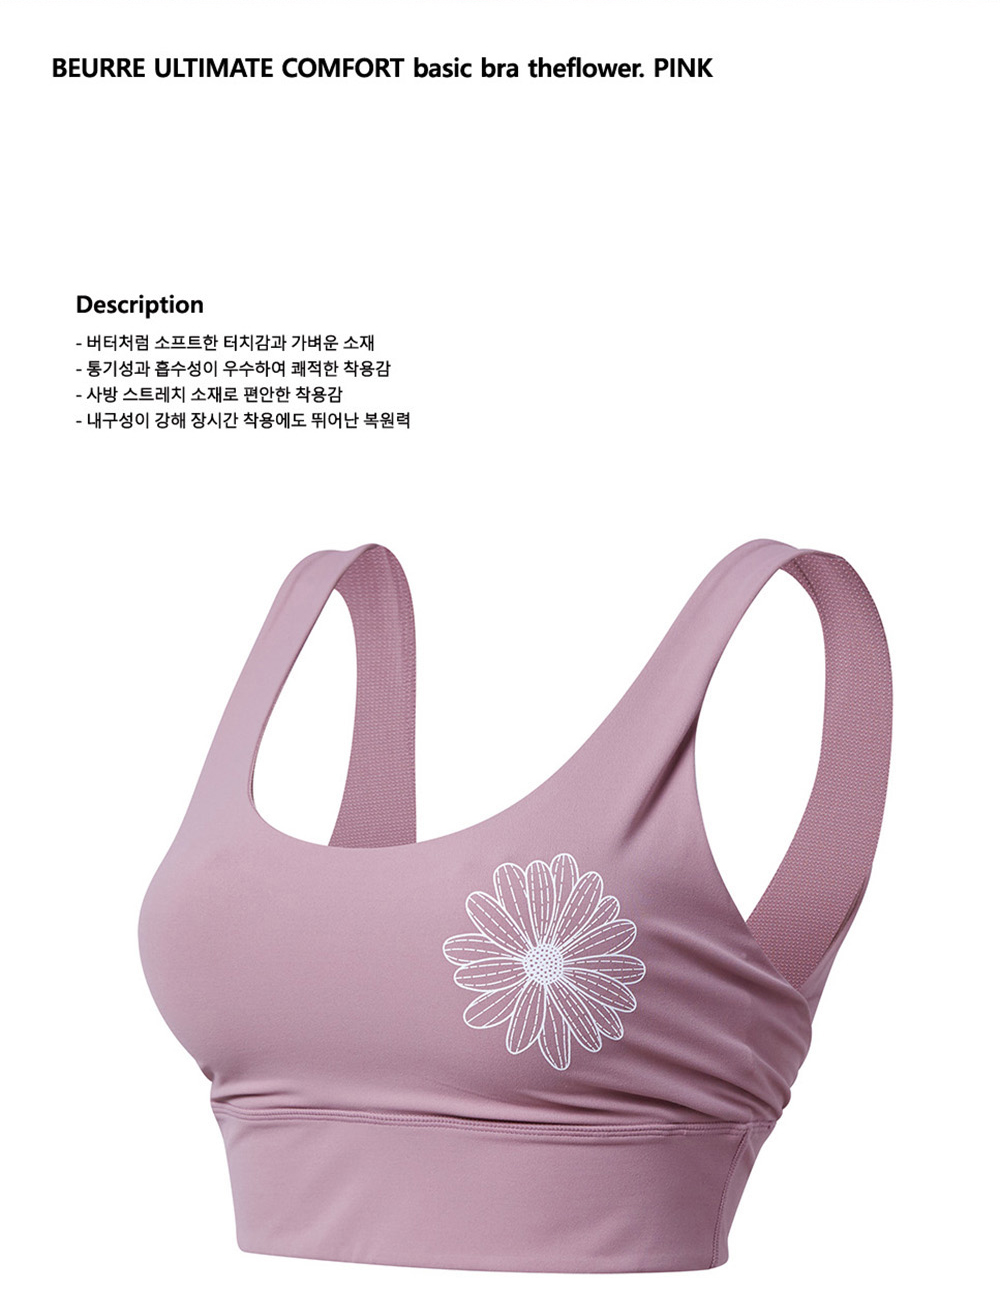 BEURRE ULTIMATE COMFORT basic bra theflower. PINK
Description
- 버터처럼 소프트한 터치감과 가벼운 소재
- 통기성과 흡수성이 우수하여 쾌적한 착용감
- 사방 스트레치 소재로 편안한 착용감
- 내구성이 강해 장시간 착용에도 뛰어난 복원력